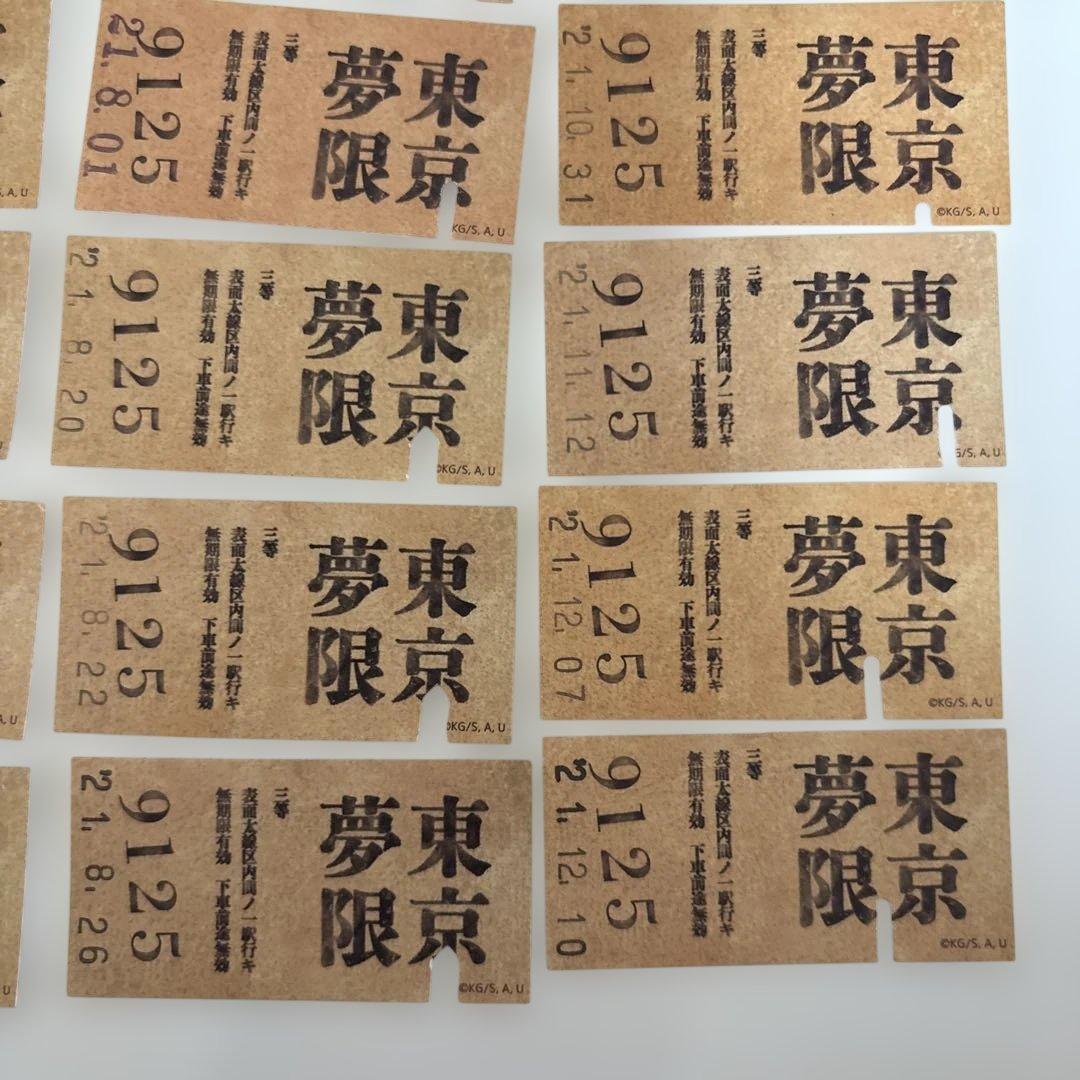 S, A, U
東京
夢限
三等
表面太線区内間ノ一駅行キ
無期限有効 下車前途無効
9125
21. 8. 01
KG/S, A, U
東京
夢限
三等
表面太線区内間ノ一駅行キ
無期限有効 下車前途無効
9125
'21. 10. 31
©KG/S, A, U
東京
夢限
三等
表面太線区内間ノ一駅行キ
無期限有効 下車前途無効
9125
'21. 8. 20
©KG/S, A, U
東京
夢限
三等
表面太線区内間ノ一駅行キ
無期限有効 下車前途無効
9125
'21. 11. 12
G/S, A, U
A, U
東京
夢限
三等
表面太線区内間ノ一駅行キ
無期限有効 下車前途無効
9125
'21. 8. 22
©KG/S, A, U
東京
夢限
三等
表面太線区内間ノ一駅行キ
無期限有効 下車前途無効
9125
'21. 12. 07
©KG/S, A, U
U
東京
夢限
三等
表面太線区内間ノ一駅行キ
無期限有効 下車前途無効
9125
'21. 8. 26
©KG/S, A, U
東京
夢限
三等
表面太線区内間ノ一駅行キ
無期限有効 下車前途無効
9125
'21. 12. 10
©KG/S, A, U